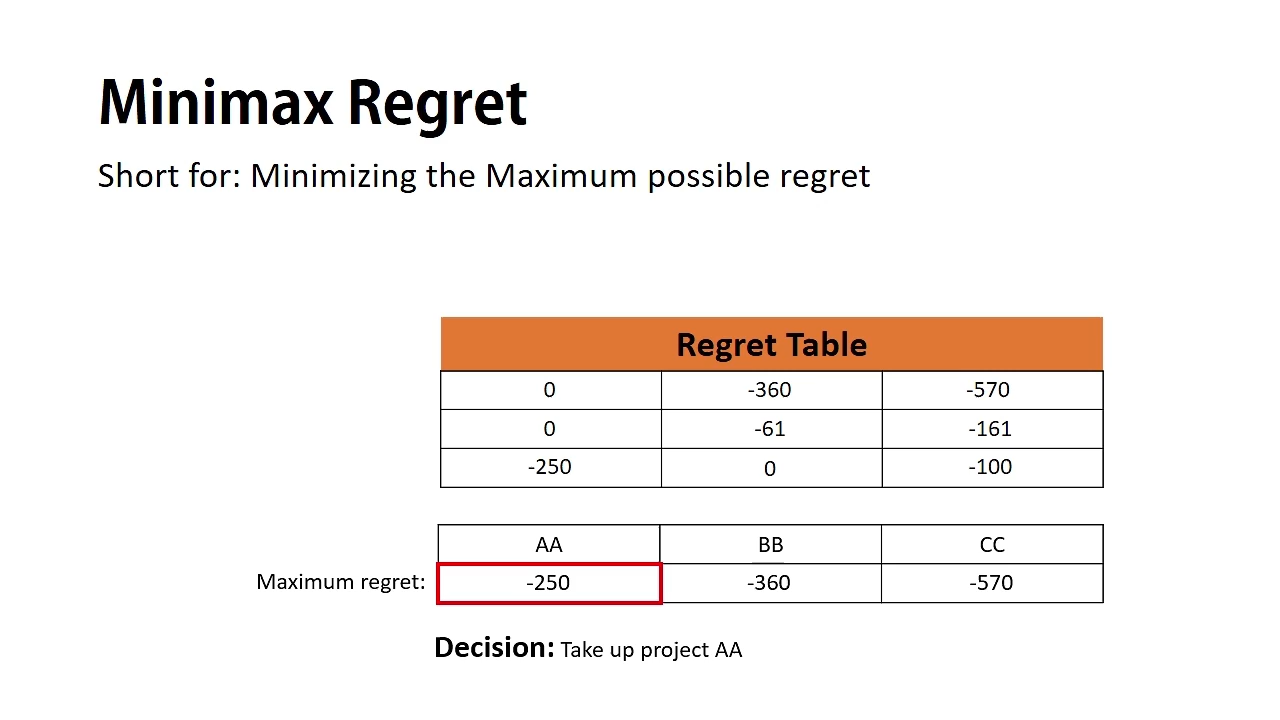 Minimax Regret
Short for: Minimizing the Maximum possible regret
Regret Table
0 -360 -570
0 -61 -161
-250 0 -100
AA BB CC
Maximum regret: -250 -360 -570
Decision: Take up project AA